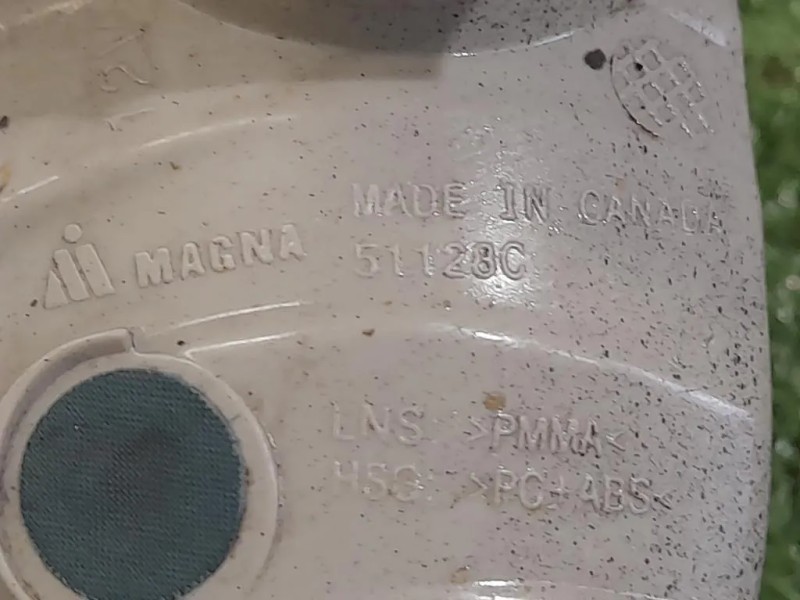 MADE IN CANADA
MAGNA 51128C
LNS: >PMMA<
HSG: >PC+ABS<